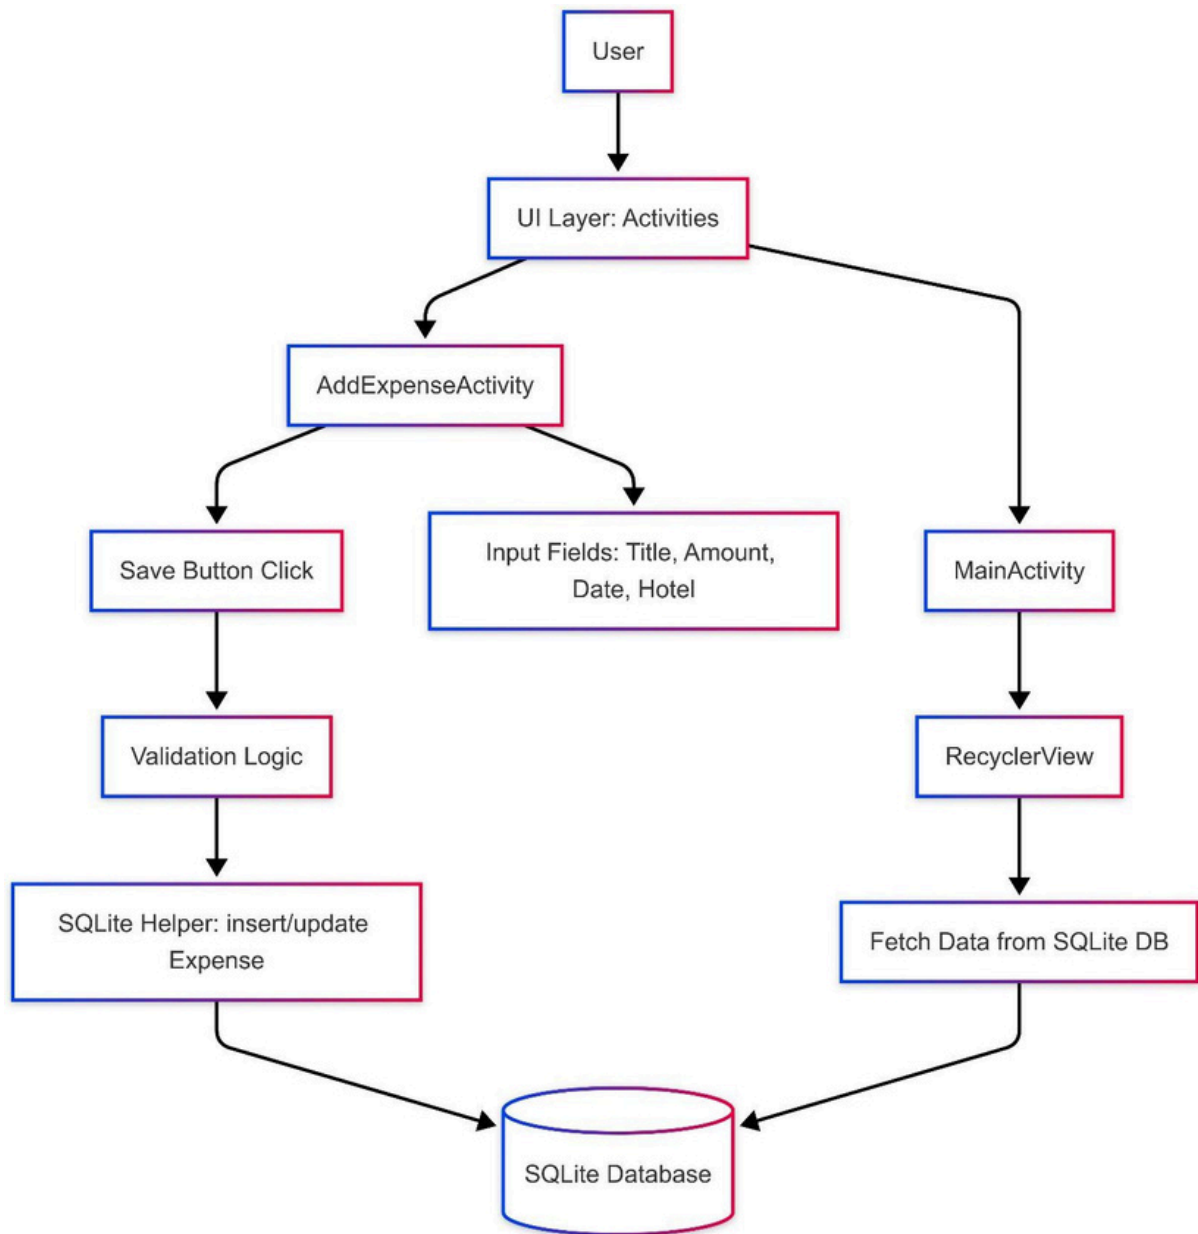 User
UI Layer: Activities
AddExpenseActivity
Save Button Click
Input Fields: Title, Amount,
Date, Hotel
MainActivity
Validation Logic
RecyclerView
SQLite Helper: insert/update
Expense
Fetch Data from SQLite DB
SQLite Database